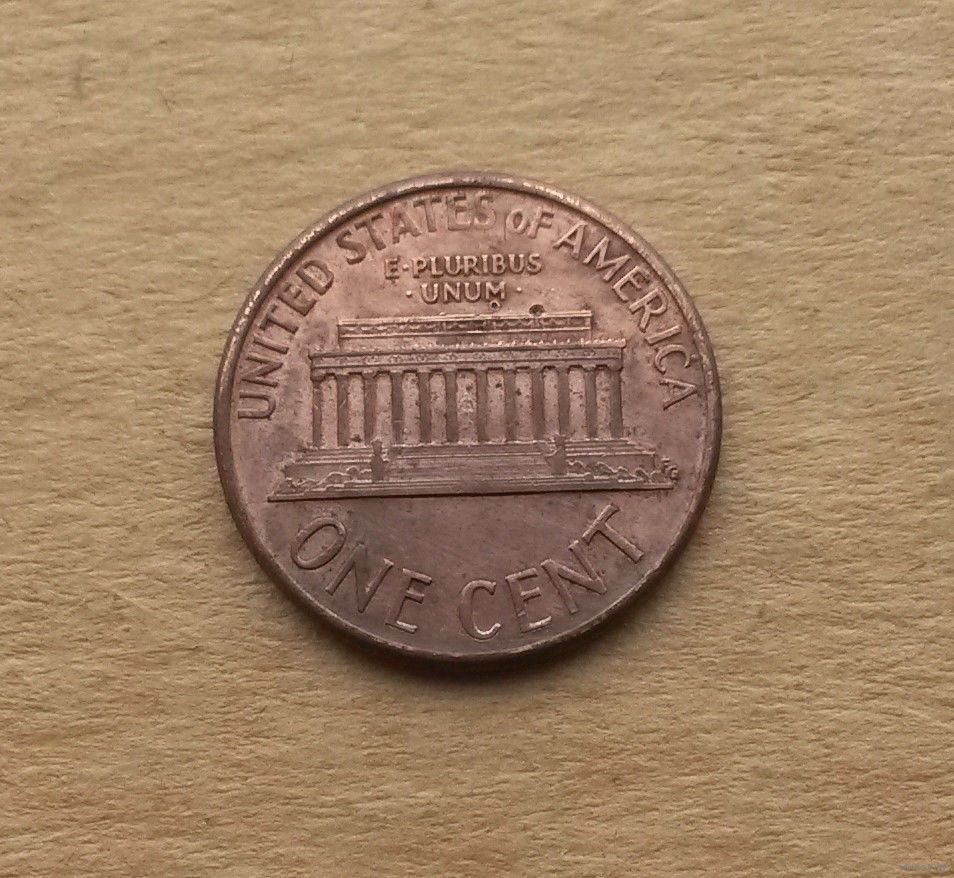 UNITED STATES OF AMERICA
E·PLURIBUS
·UNUM·
ONE CENT